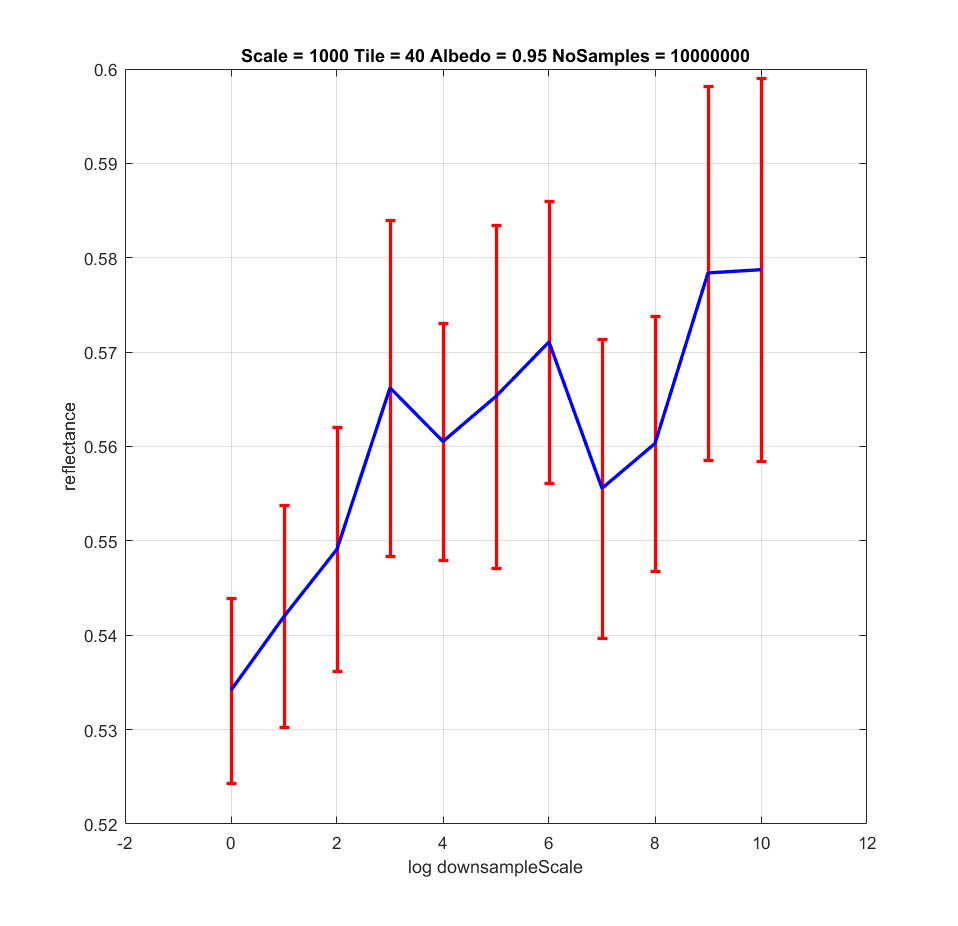 Scale = 1000 Tile = 40 Albedo = 0.95 NoSamples = 10000000
0.6
0.59
0.58
0.57
0.56
0.55
0.54
0.53
0.52
reflectance
-2 0 2 4 6 8 10 12
log downsampleScale